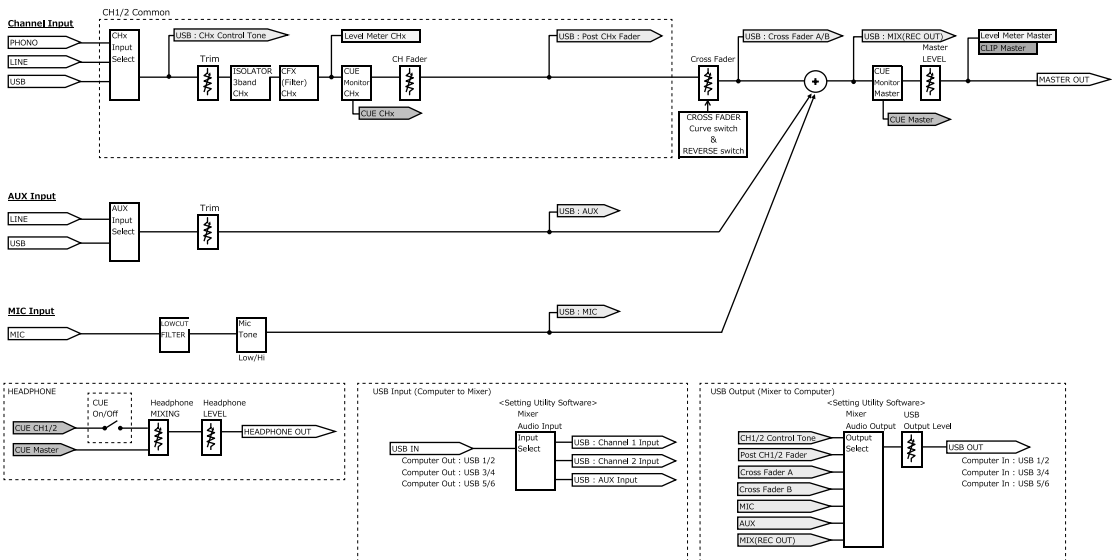 CH1/2 Common
Channel Input
PHONO
LINE
USB
CHx
Input
Select
USB : CHx Control Tone
Trim
ISOLATOR
3band
CHx
CFX
(Filter)
CHx
Level Meter CHx
CUE
Monitor
CHx
CUE CHx
CH Fader
USB : Post CHx Fader
Cross Fader
CROSS FADER
Curve switch
&
REVERSE switch
USB : Cross Fader A/B
USB : MIX(REC OUT)
CUE
Monitor
Master
CUE Master
Master
LEVEL
Level Meter Master
CLIP Master
MASTER OUT
AUX Input
LINE
USB
AUX
Input
Select
Trim
USB : AUX
MIC Input
MIC
LOWCUT
FILTER
Mic
Tone
Low/Hi
USB : MIC
HEADPHONE
CUE
On/Off
CUE CH1/2
CUE Master
Headphone
MIXING
Headphone
LEVEL
HEADPHONE OUT
USB Input (Computer to Mixer)
<Setting Utility Software>
Mixer
Audio Input
Input
Select
USB IN
Computer Out : USB 1/2
Computer Out : USB 3/4
Computer Out : USB 5/6
USB : Channel 1 Input
USB : Channel 2 Input
USB : AUX Input
USB Output (Mixer to Computer)
<Setting Utility Software>
Mixer
Audio Output
Output
Select
USB
Output Level
CH1/2 Control Tone
Post CH1/2 Fader
Cross Fader A
Cross Fader B
MIC
AUX
MIX(REC OUT)
USB OUT
Computer In : USB 1/2
Computer In : USB 3/4
Computer In : USB 5/6